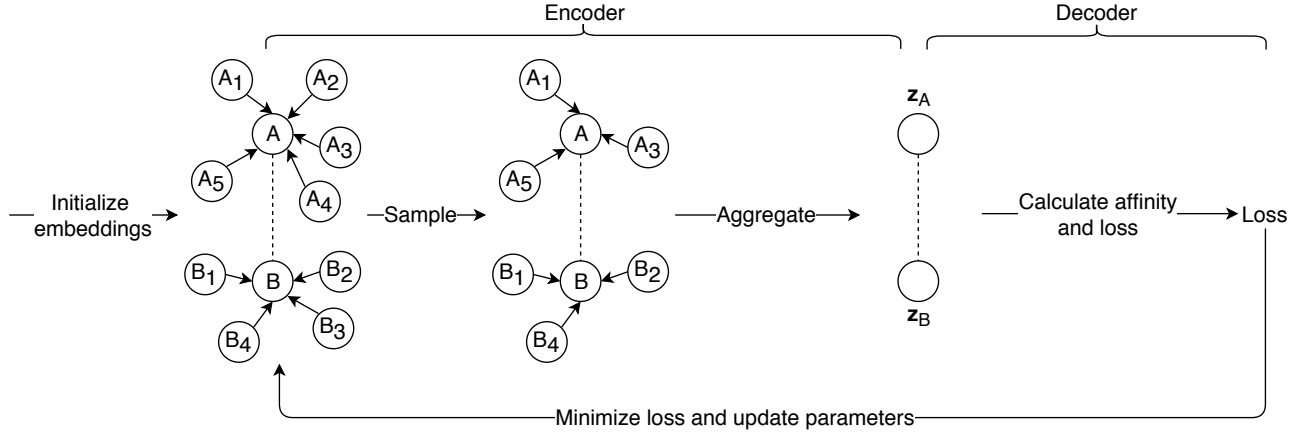 Encoder
Decoder
A1
A2
A
A3
A5
A4
B1
B
B2
B4
B3
A1
A
A3
A5
B1
B
B2
B4
zA
zB
Initialize
embeddings
Sample
Aggregate
Calculate affinity
and loss
Loss
Minimize loss and update parameters